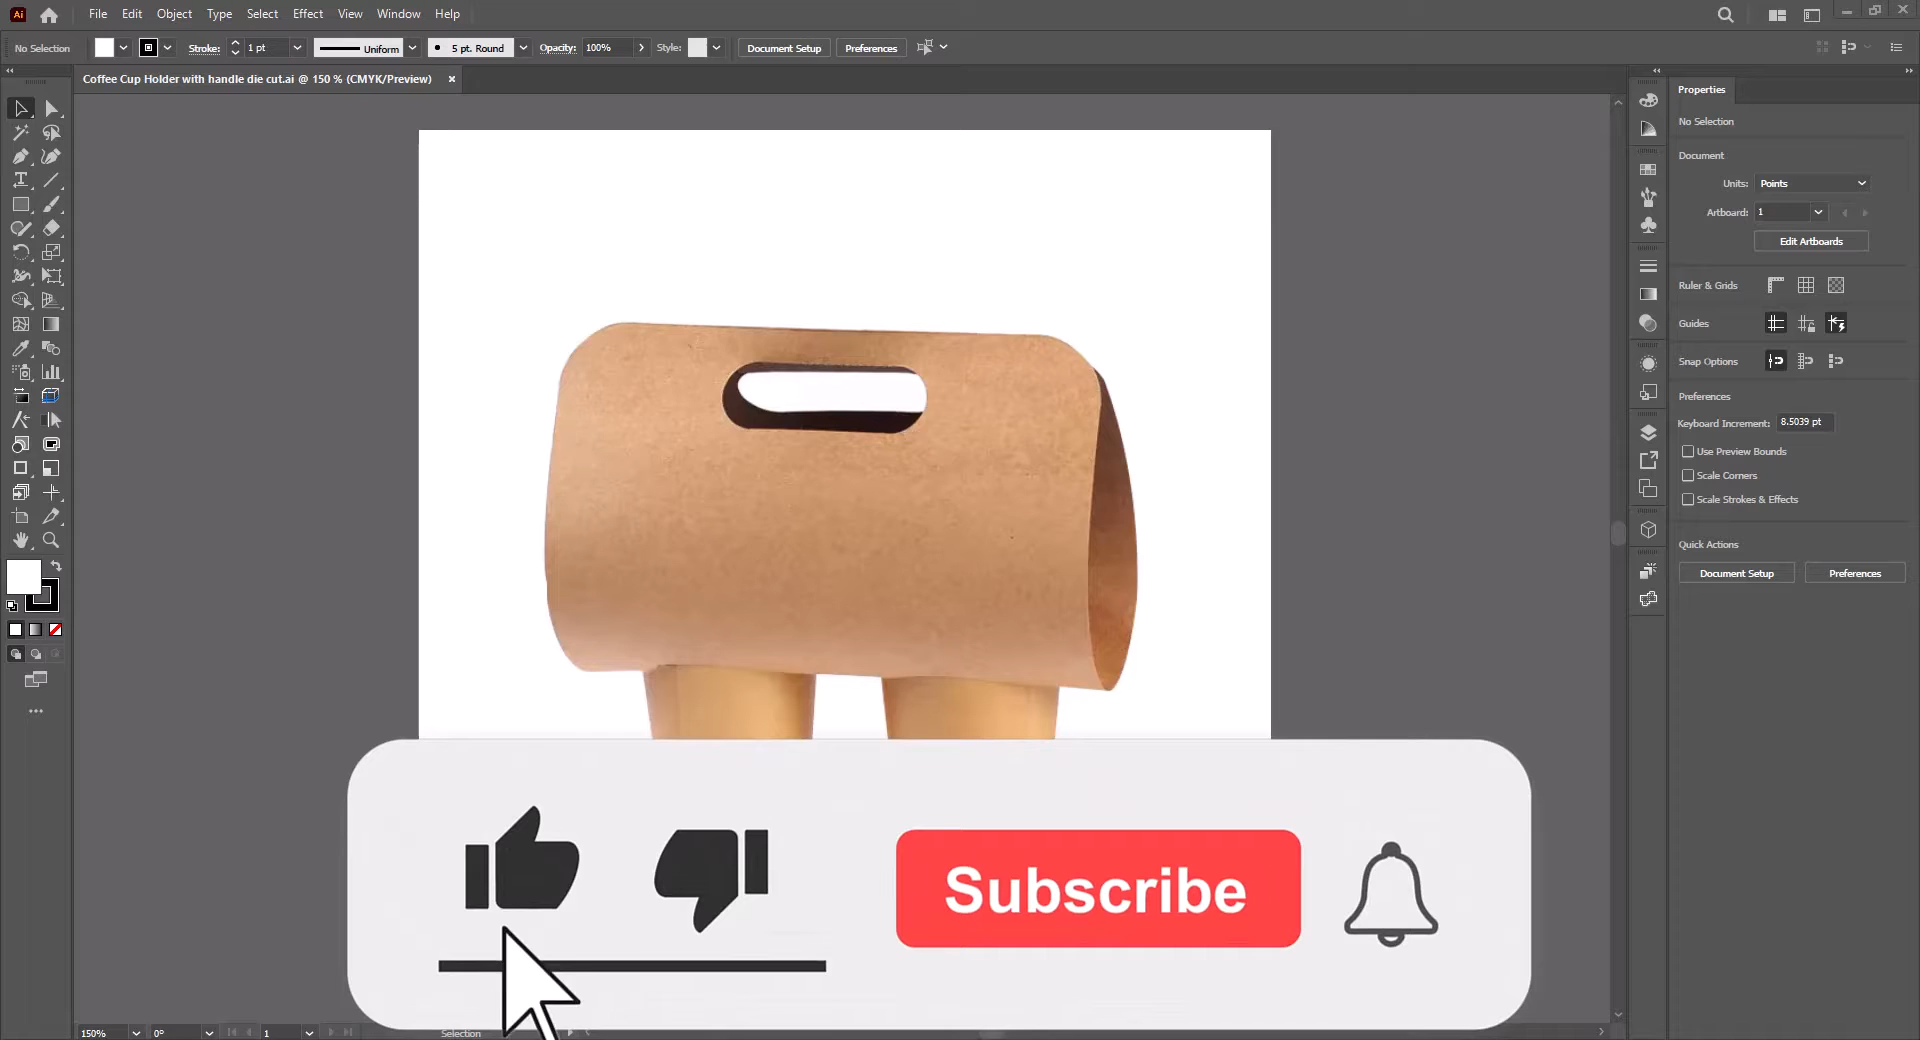 Ai File Edit Object Type Select Effect View Window Help
No Selection Stroke: 1 pt Uniform 5 pt. Round Opacity: 100% Style: Document Setup Preferences
Coffee Cup Holder with handle die cut.ai @ 150 % (CMYK/Preview) ×
Properties
No Selection
Document
Units: Points
Artboard: 1
Edit Artboards
Ruler & Grids
Guides
Snap Options
Preferences
Keyboard Increment: 8.5039 pt
Use Preview Bounds
Scale Corners
Scale Strokes & Effects
Quick Actions
Document Setup Preferences
Subscribe
150% 0° 1 Selection